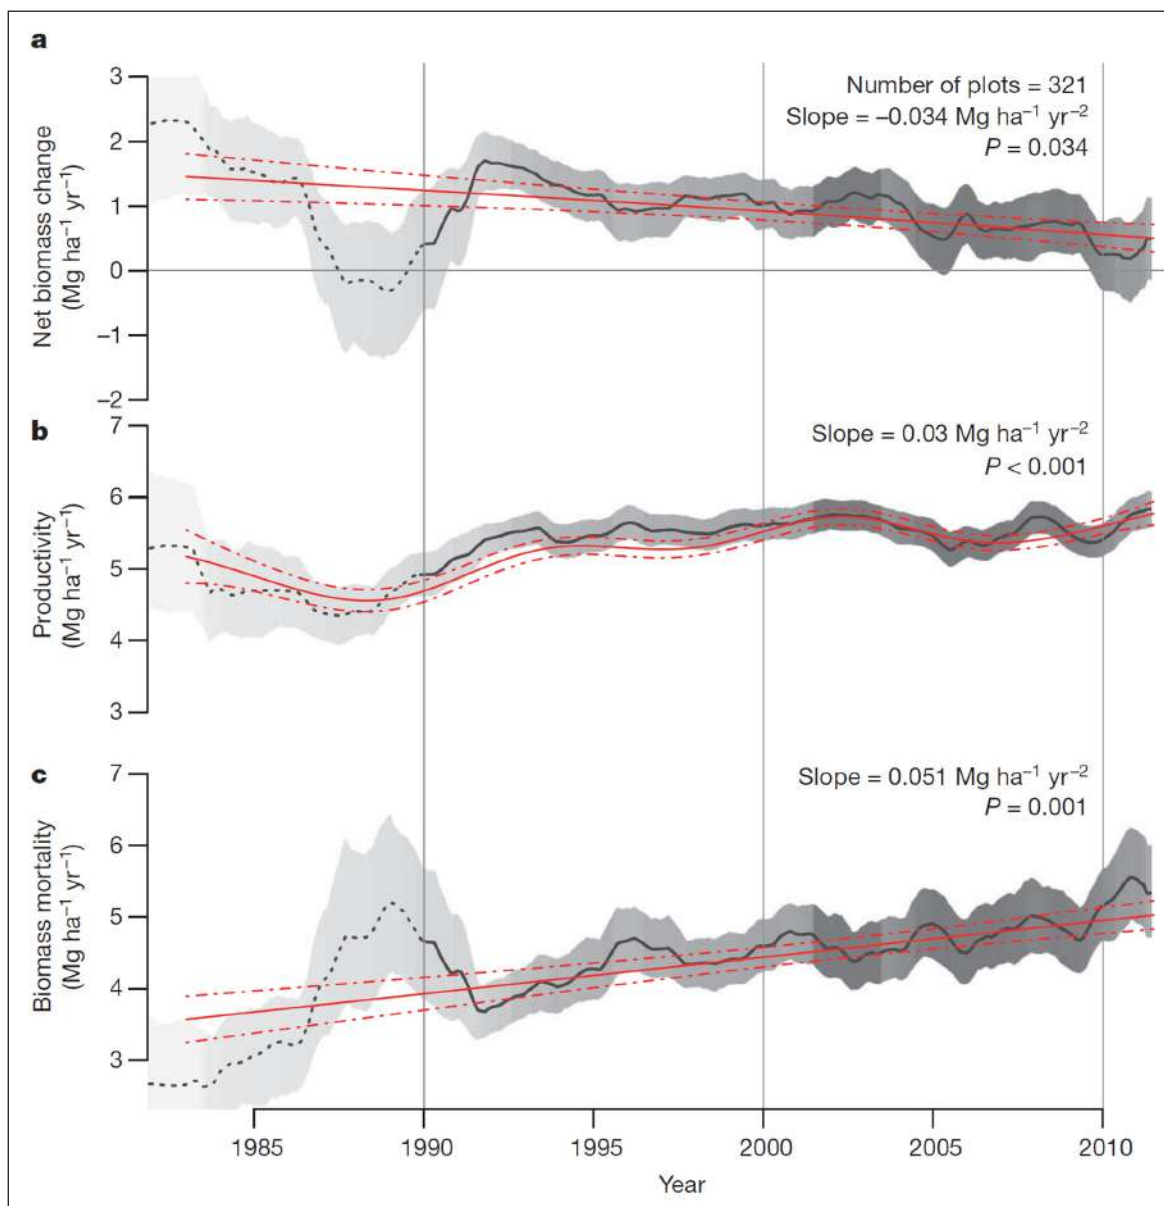 a
Number of plots = 321
Slope = –0.034 Mg ha⁻¹ yr⁻²
P = 0.034
Net biomass change
(Mg ha⁻¹ yr⁻¹)
3
2
1
0
–1
–2
b
Slope = 0.03 Mg ha⁻¹ yr⁻²
P < 0.001
Productivity
(Mg ha⁻¹ yr⁻¹)
7
6
5
4
3
c
Slope = 0.051 Mg ha⁻¹ yr⁻²
P = 0.001
Biomass mortality
(Mg ha⁻¹ yr⁻¹)
7
6
5
4
3
1985 1990 1995 2000 2005 2010
Year